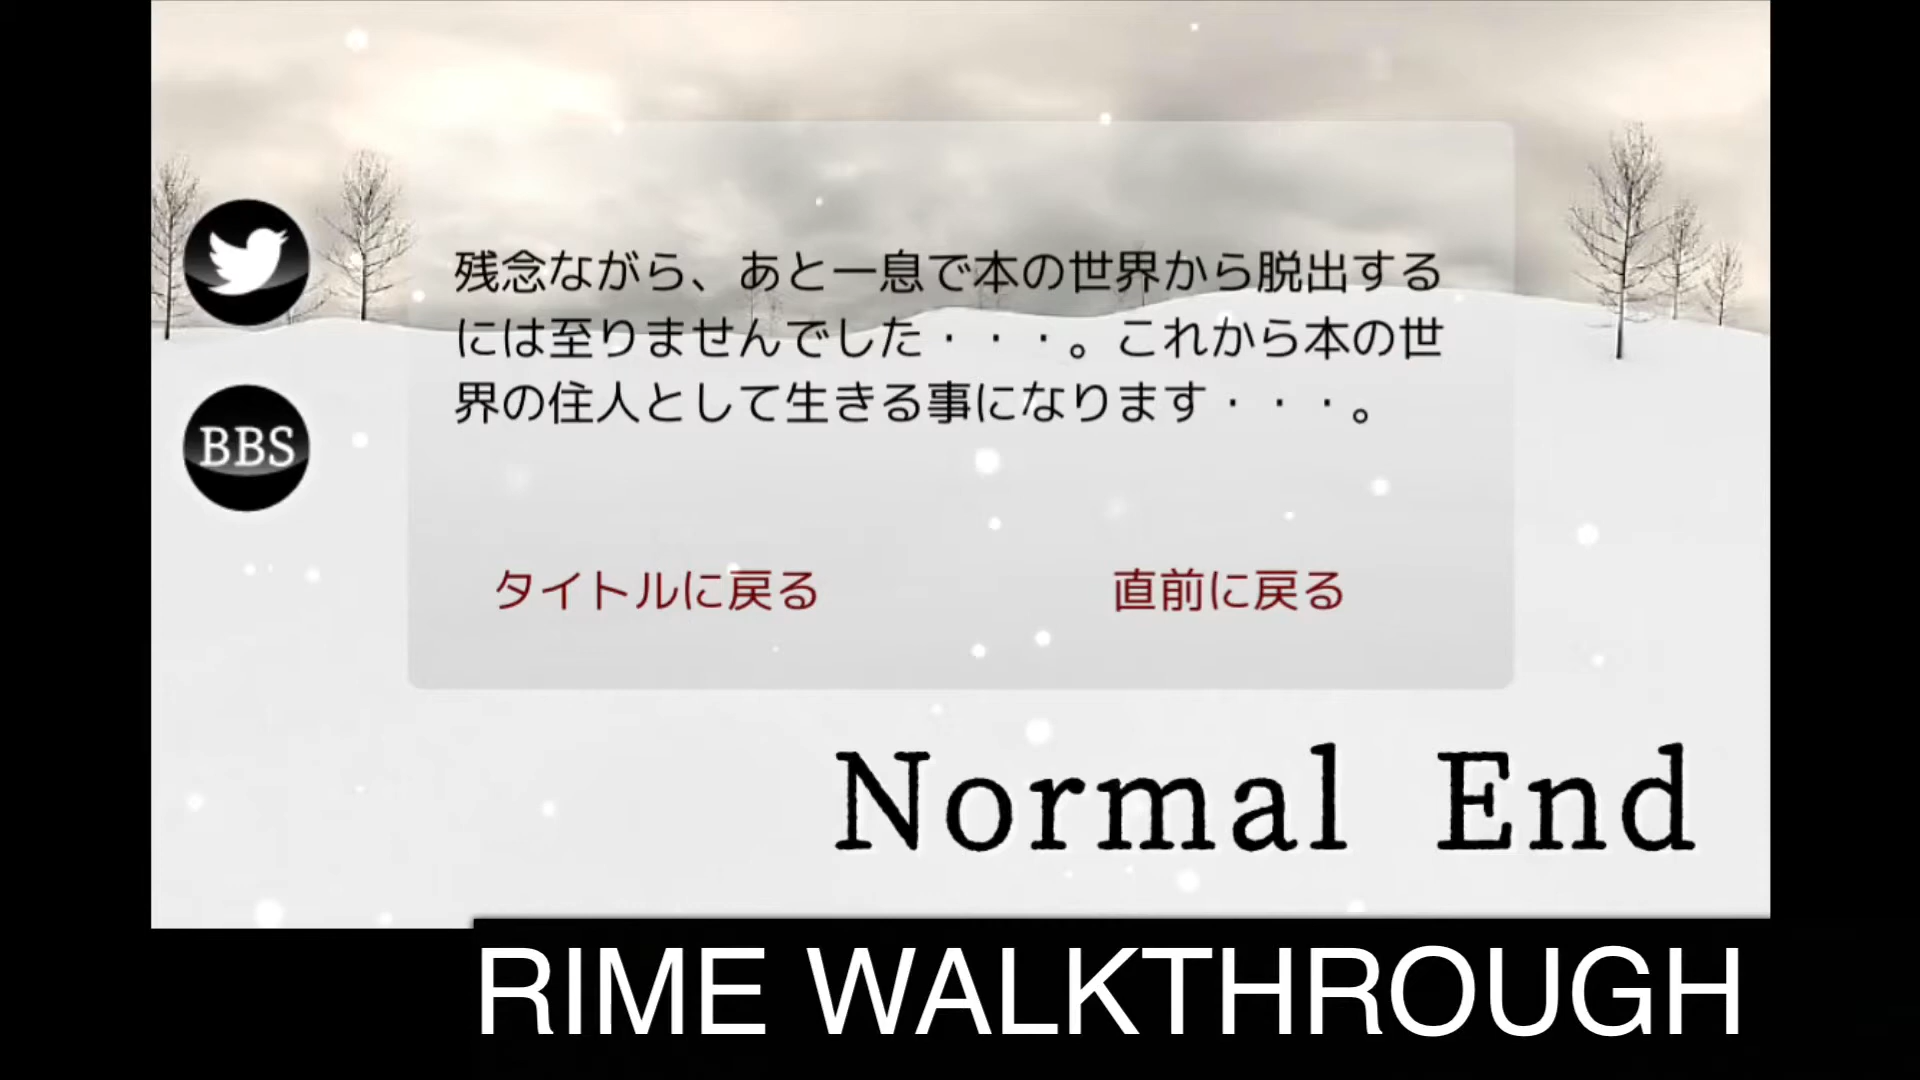 残念ながら、あと一息で本の世界から脱出する
には至りませんでした・・・。これから本の世
界の住人として生きる事になります・・・。
BBS
タイトルに戻る
直前に戻る
Normal End
RIME WALKTHROUGH